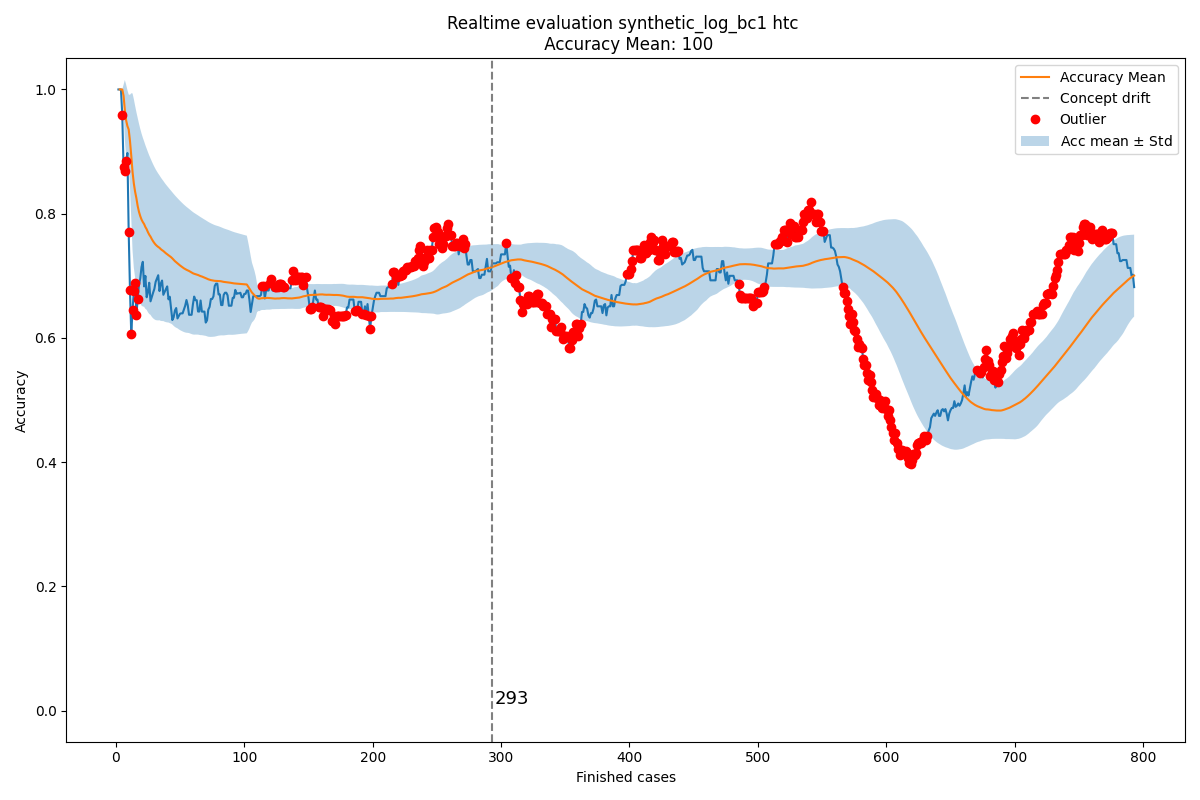 Realtime evaluation synthetic_log_bc1 htc
Accuracy Mean: 100
Accuracy Mean
Concept drift
Outlier
Acc mean ± Std
1.0
0.8
0.6
0.4
0.2
0.0
Accuracy
293
0
100
200
300
400
500
600
700
800
Finished cases